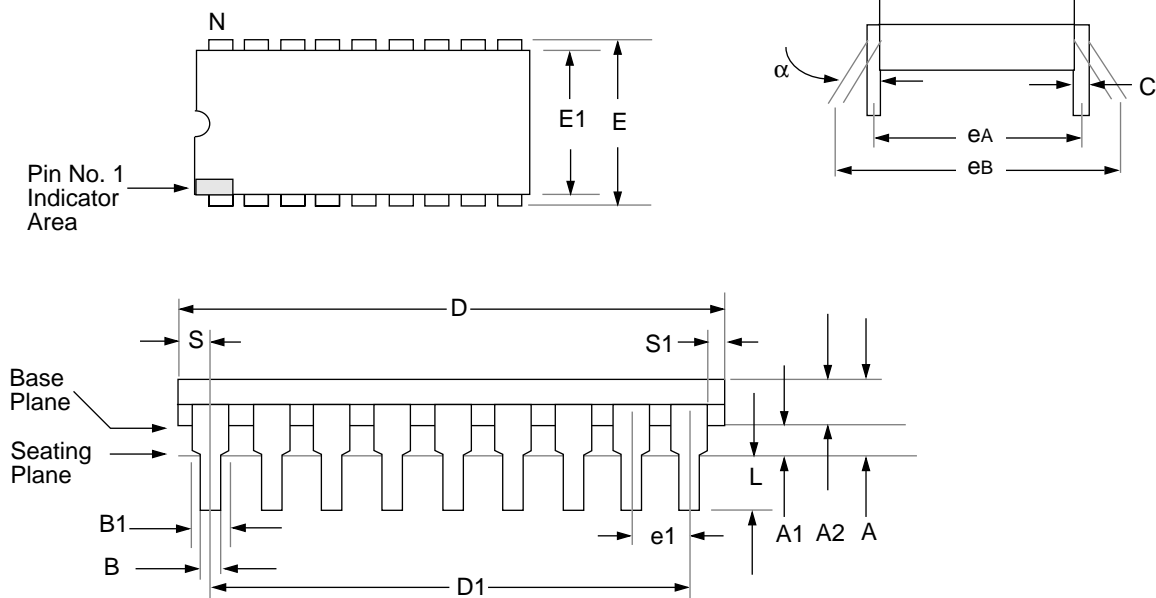 N
α
C
E1
E
eA
eB
Pin No. 1
Indicator
Area
D
S
S1
Base
Plane
Seating
Plane
L
B1
e1
A1
A2
A
B
D1